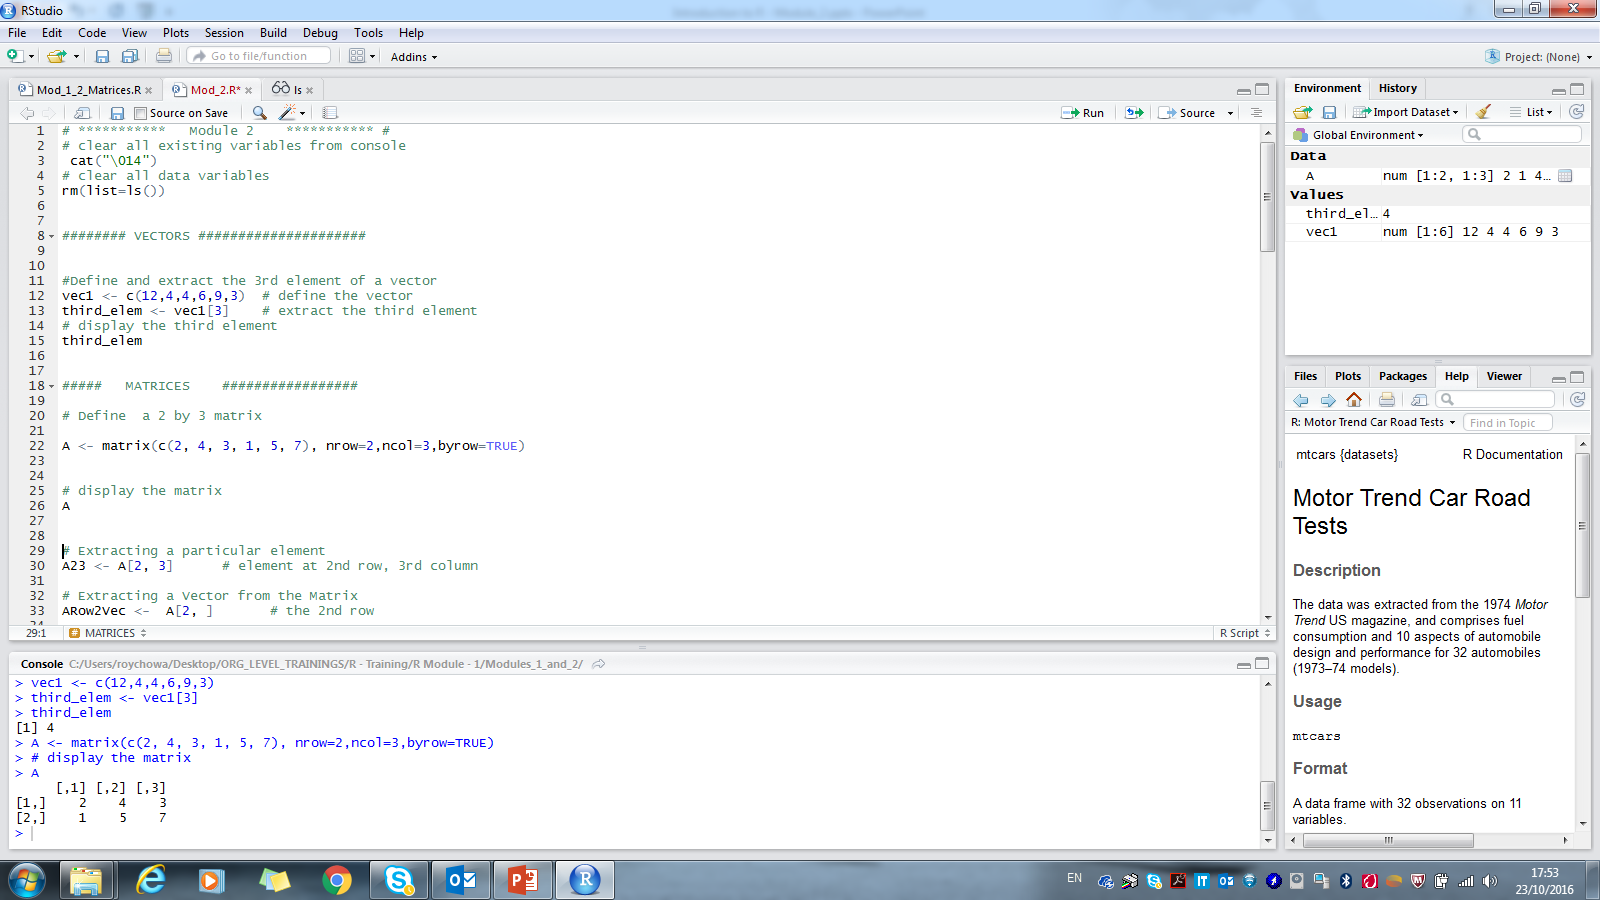 RStudio
File Edit Code View Plots Session Build Debug Tools Help
Go to file/function Addins Project: (None)
Mod_1_2_Matrices.R Mod_2.R* ls
Source on Save Run Source
1 # *********** Module 2 *********** #
2 # clear all existing variables from console
3 cat("\014")
4 # clear all data variables
5 rm(list=ls())
6
7
8 ######## VECTORS #####################
9
10
11 #Define and extract the 3rd element of a vector
12 vec1 <- c(12,4,4,6,9,3) # define the vector
13 third_elem <- vec1[3] # extract the third element
14 # display the third element
15 third_elem
16
17
18 ##### MATRICES #################
19
20 # Define a 2 by 3 matrix
21
22 A <- matrix(c(2, 4, 3, 1, 5, 7), nrow=2,ncol=3,byrow=TRUE)
23
24
25 # display the matrix
26 A
27
28
29 # Extracting a particular element
30 A23 <- A[2, 3] # element at 2nd row, 3rd column
31
32 # Extracting a Vector from the Matrix
33 ARow2Vec <- A[2, ] # the 2nd row
29:1 # MATRICES R Script
Console C:/Users/roychowa/Desktop/ORG_LEVEL_TRAININGS/R - Training/R Module - 1/Modules_1_and_2/
> vec1 <- c(12,4,4,6,9,3)
> third_elem <- vec1[3]
> third_elem
[1] 4
> A <- matrix(c(2, 4, 3, 1, 5, 7), nrow=2,ncol=3,byrow=TRUE)
> # display the matrix
> A
[,1] [,2] [,3]
[1,] 2 4 3
[2,] 1 5 7
>
Environment History
Import Dataset List
Global Environment
Data
A num [1:2, 1:3] 2 1 4…
Values
third_el… 4
vec1 num [1:6] 12 4 4 6 9 3
Files Plots Packages Help Viewer
R: Motor Trend Car Road Tests Find in Topic
mtcars {datasets} R Documentation
Motor Trend Car Road
Tests
Description
The data was extracted from the 1974 Motor
Trend US magazine, and comprises fuel
consumption and 10 aspects of automobile
design and performance for 32 automobiles
(1973–74 models).
Usage
mtcars
Format
A data frame with 32 observations on 11
variables.
EN 17:53
23/10/2016